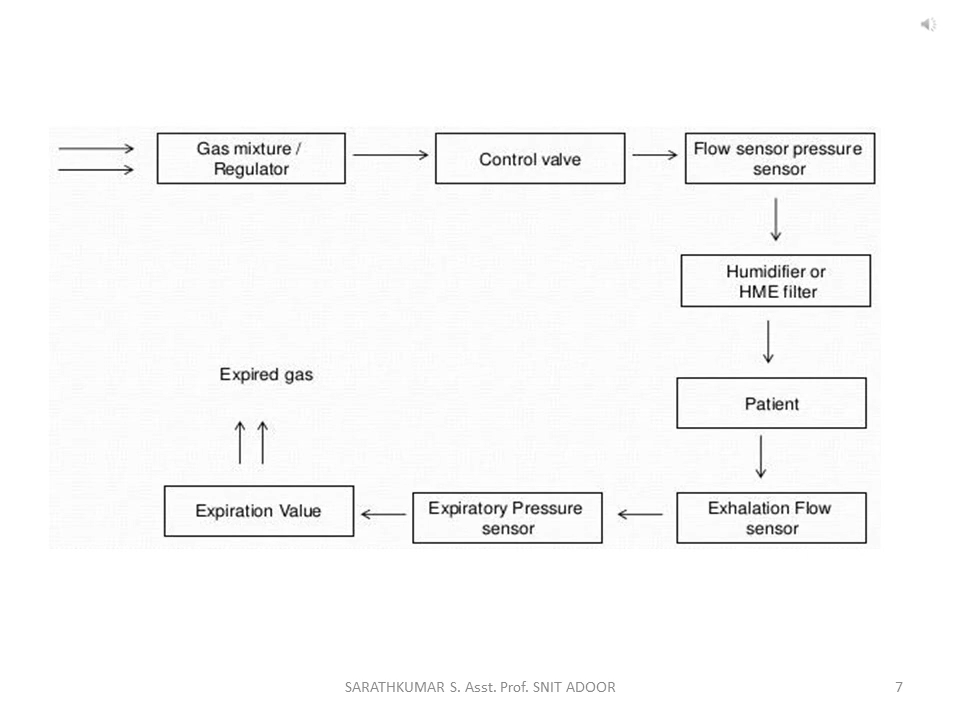 Gas mixture /
Regulator
Control valve
Flow sensor pressure
sensor
Humidifier or
HME filter
Patient
Exhalation Flow
sensor
Expiratory Pressure
sensor
Expiration Value
Expired gas
SARATHKUMAR S. Asst. Prof. SNIT ADOOR
7